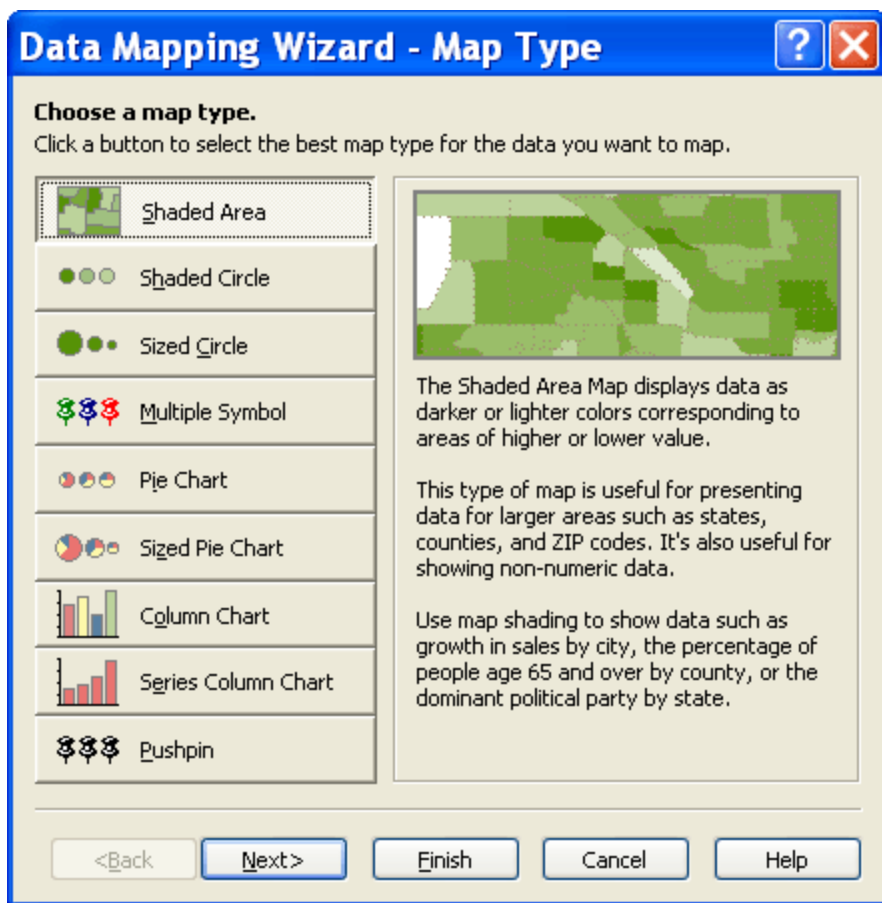 Data Mapping Wizard - Map Type
Choose a map type.
Click a button to select the best map type for the data you want to map.
Shaded Area
Shaded Circle
Sized Circle
Multiple Symbol
Pie Chart
Sized Pie Chart
Column Chart
Series Column Chart
Pushpin
The Shaded Area Map displays data as
darker or lighter colors corresponding to
areas of higher or lower value.
This type of map is useful for presenting
data for larger areas such as states,
counties, and ZIP codes. It's also useful for
showing non-numeric data.
Use map shading to show data such as
growth in sales by city, the percentage of
people age 65 and over by county, or the
dominant political party by state.
<Back
Next>
Finish
Cancel
Help